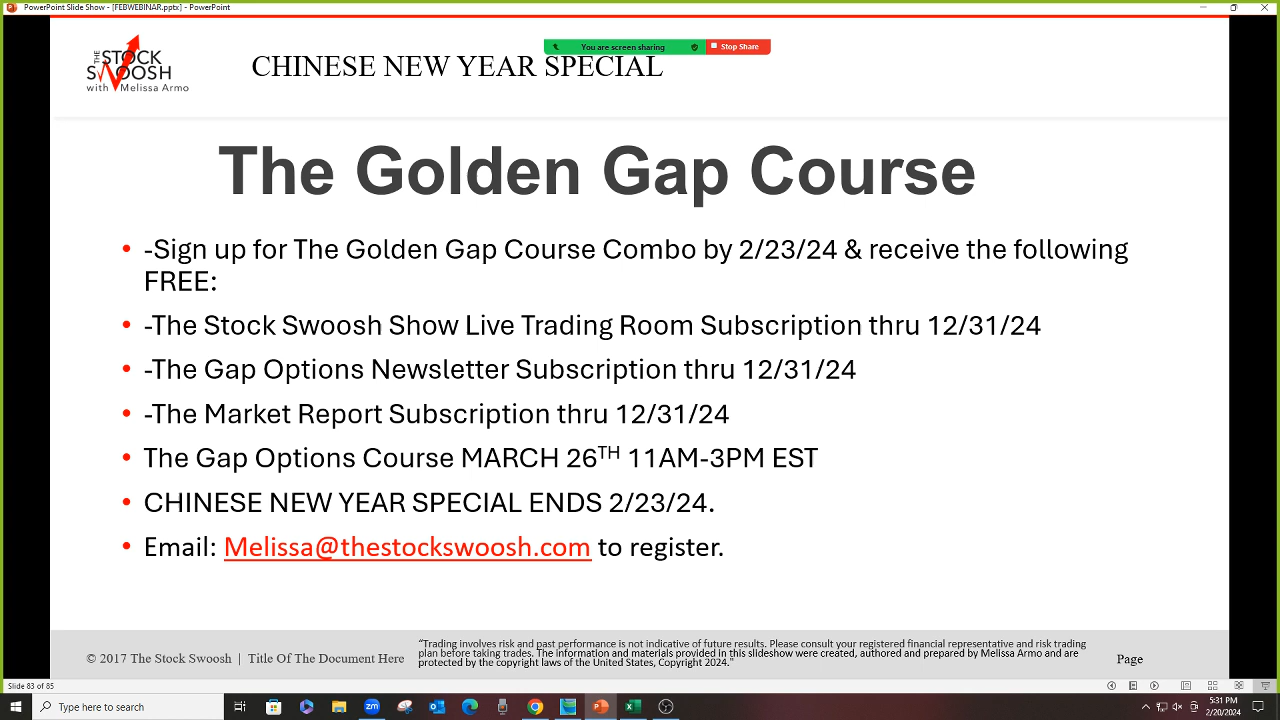 PowerPoint Slide Show - [FEBWEBINAR.pptx] - PowerPoint
You are screen sharing
Stop Share
THE
STOCK
SWOOSH
with Melissa Armo
CHINESE NEW YEAR SPECIAL
The Golden Gap Course
• -Sign up for The Golden Gap Course Combo by 2/23/24 & receive the following
FREE:
• -The Stock Swoosh Show Live Trading Room Subscription thru 12/31/24
• -The Gap Options Newsletter Subscription thru 12/31/24
• -The Market Report Subscription thru 12/31/24
• The Gap Options Course MARCH 26TH 11AM-3PM EST
• CHINESE NEW YEAR SPECIAL ENDS 2/23/24.
• Email: Melissa@thestockswoosh.com to register.
© 2017 The Stock Swoosh | Title Of The Document Here
“Trading involves risk and past performance is not indicative of future results. Please consult your registered financial representative and risk trading
plan before taking trades. The information and materials provided in this slideshow were created, authored and prepared by Melissa Armo and are
protected by the copyright laws of the United States, Copyright 2024."
Page
Slide 83 of 85
Type here to search
5:31 PM
2/20/2024